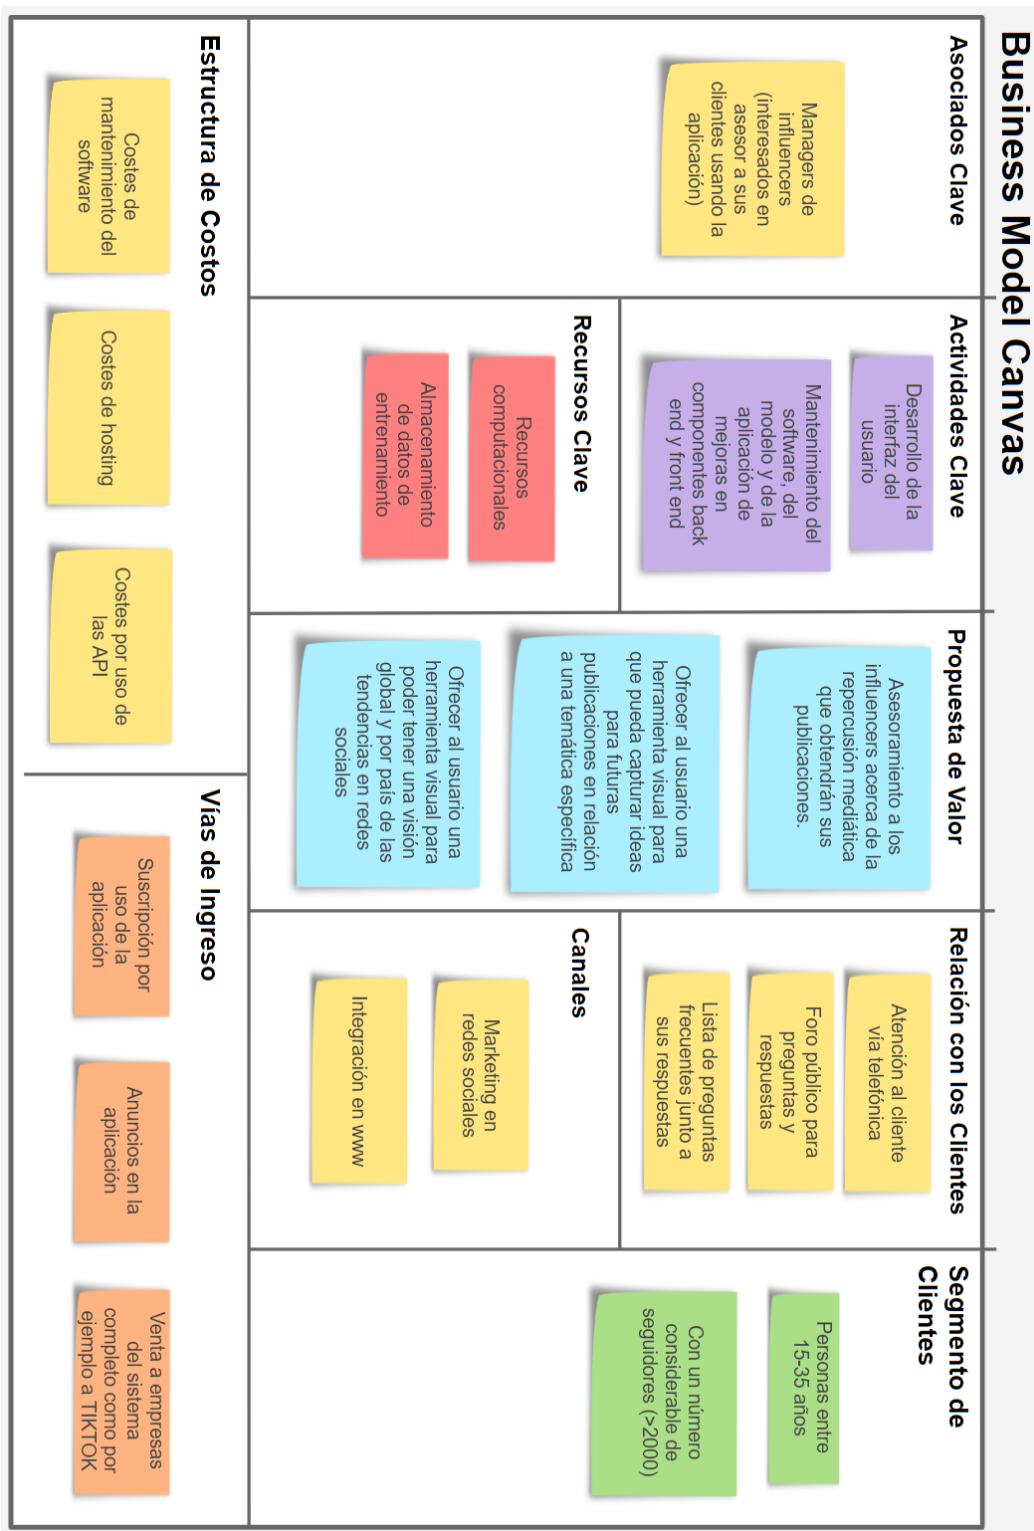 Business Model Canvas
Asociados Clave
Managers de
influencers
(interesados en
asesor a sus
clientes usando la
aplicación)
Actividades Clave
Desarrollo de la
interfaz del
usuario
Mantenimiento del
software, del
modelo y de la
aplicación de
mejoras en
componentes back
end y front end
Recursos Clave
Recursos
computacionales
Almacenamiento
de datos de
entrenamiento
Propuesta de Valor
Asesoramiento a los
influencers acerca de la
repercusión mediática
que obtendrán sus
publicaciones.
Ofrecer al usuario una
herramienta visual para
que pueda capturar ideas
para futuras
publicaciones en relación
a una temática específica
Ofrecer al usuario una
herramienta visual para
poder tener una visión
global y por país de las
tendencias en redes
sociales
Relación con los Clientes
Atención al cliente
vía telefónica
Foro público para
preguntas y
respuestas
Lista de preguntas
frecuentes junto a
sus respuestas
Canales
Marketing en
redes sociales
Integración en www
Segmento de
Clientes
Personas entre
15-35 años
Con un número
considerable de
seguidores (>2000)
Estructura de Costos
Costes de
mantenimiento del
software
Costes de hosting
Costes por uso de
las API
Vías de Ingreso
Suscripción por
uso de la
aplicación
Anuncios en la
aplicación
Venta a empresas
del sistema
completo como por
ejemplo a TIKTOK